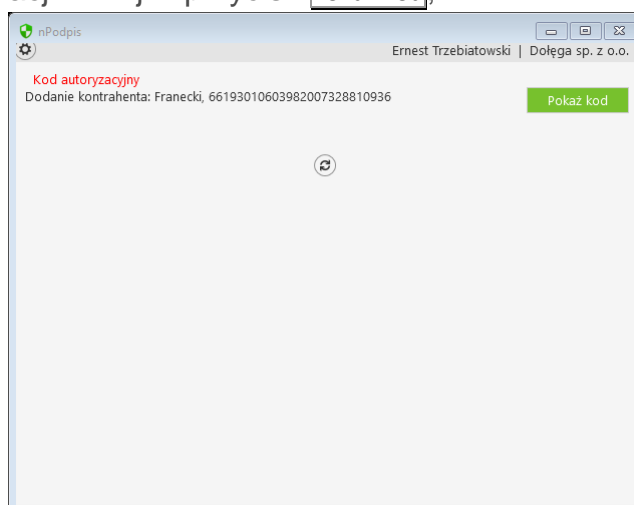 nPodpis
Ernest Trzebiatowski | Dołęga sp. z o.o.
Kod autoryzacyjny
Dodanie kontrahenta: Franecki, 66193010603982007328810936
Pokaż kod